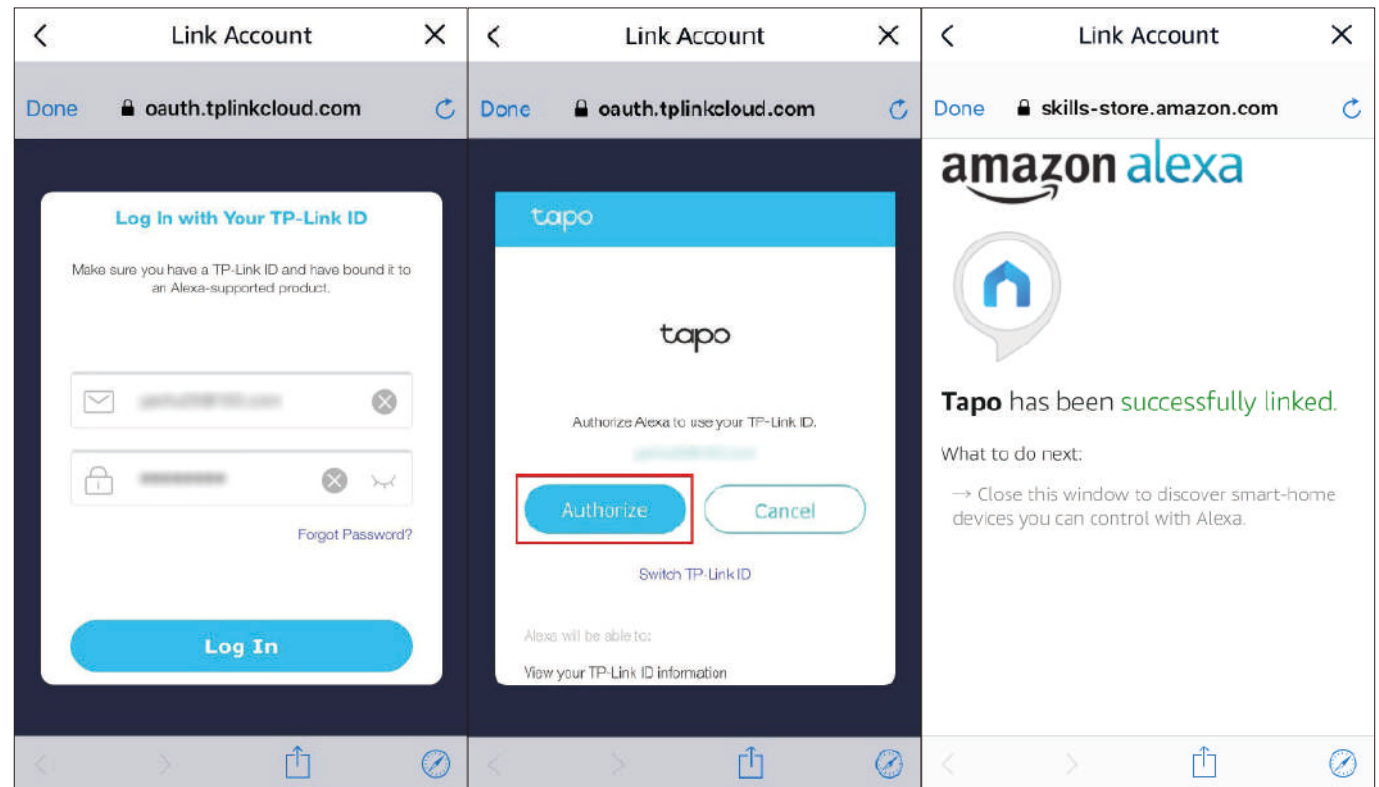 Link Account
Done
oauth.tplinkcloud.com
Log In with Your TP-Link ID
Make sure you have a TP-Link ID and have bound it to
an Alexa-supported product.
Forgot Password?
Log In
Link Account
Done
oauth.tplinkcloud.com
tapo
tapo
Authorize Alexa to use your TP-Link ID.
Authorize
Cancel
Switch TP-Link ID
Alexa will be able to:
View your TP-Link ID information
Link Account
Done
skills-store.amazon.com
amazon alexa
Tapo has been successfully linked.
What to do next:
→ Close this window to discover smart-home
devices you can control with Alexa.